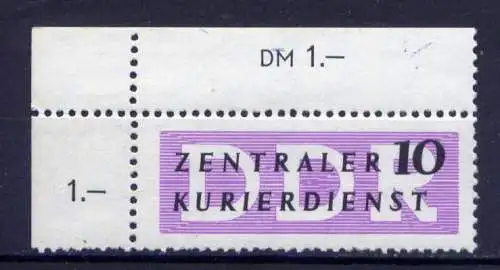 DM 1.—
1.—
DDR
ZENTRALER 10
KURIERDIENST